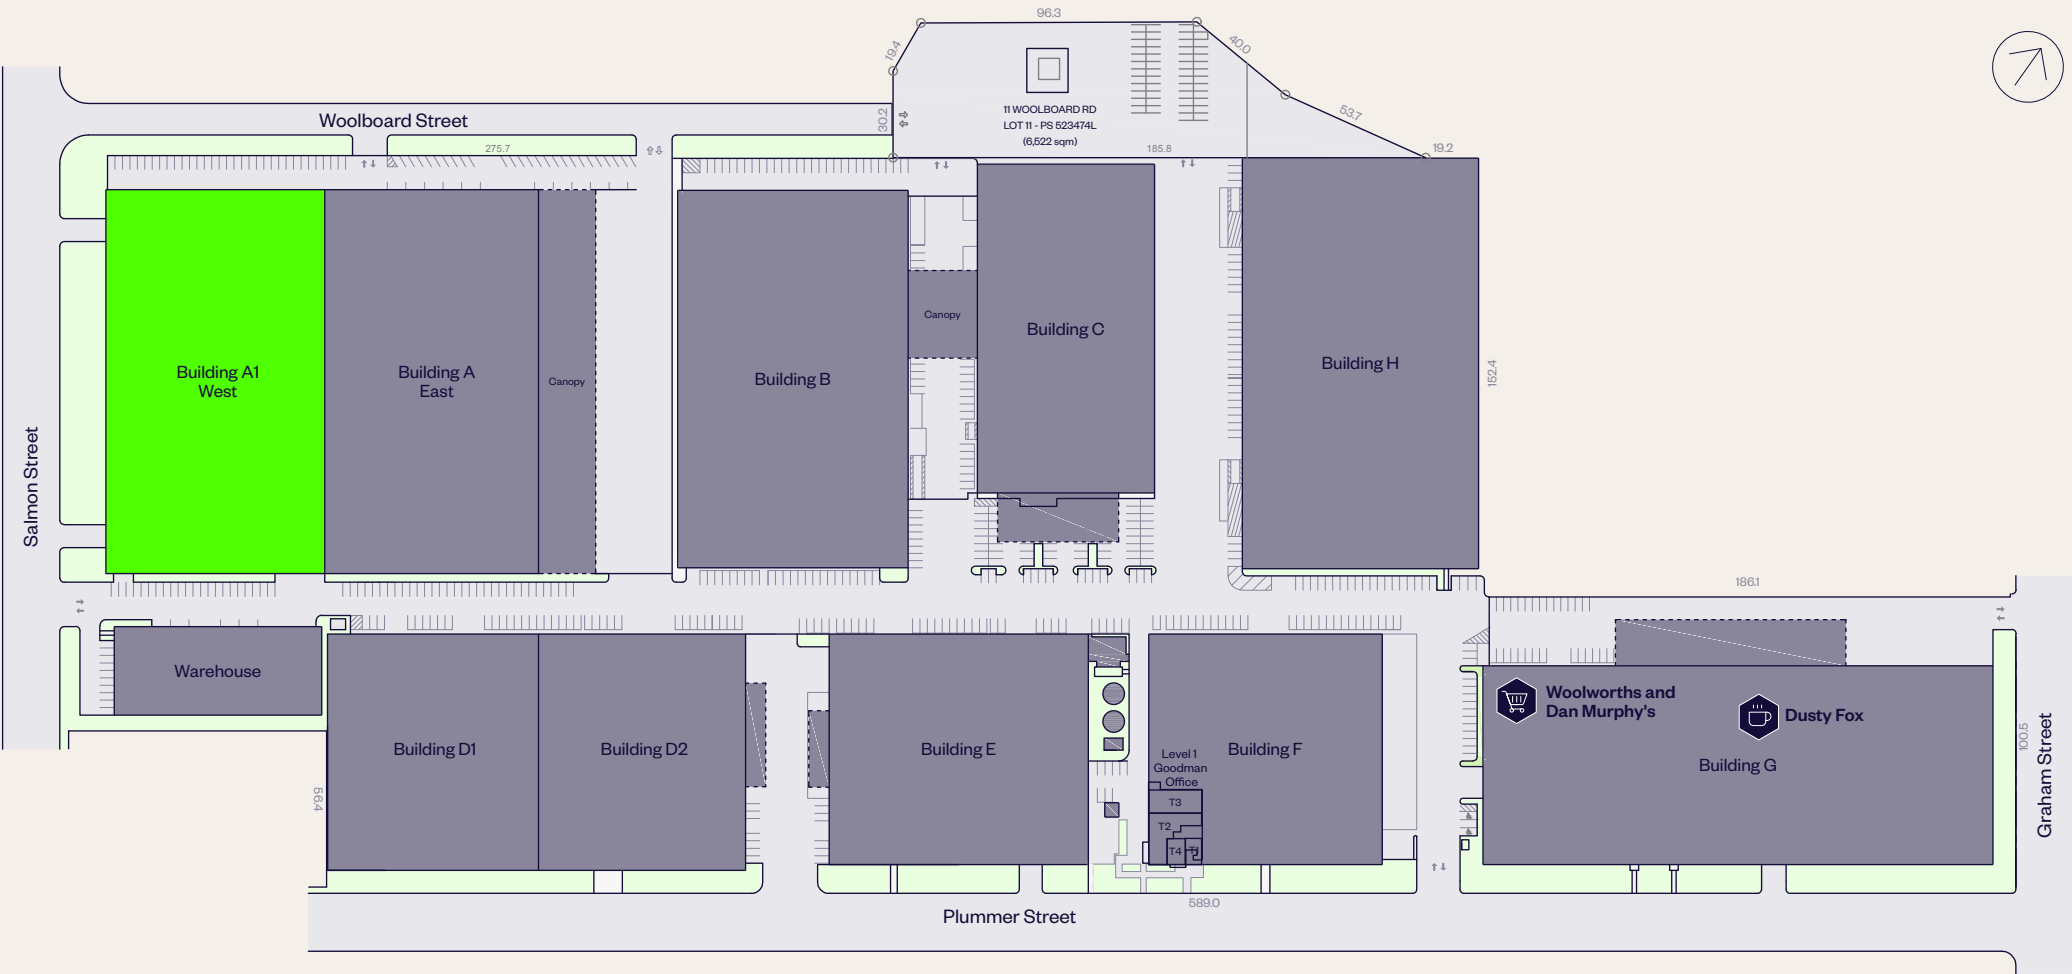 96.3
19.4
40.0
53.7
30.2
11 WOOLBOARD RD
LOT 11 - PS 523474L
(6,522 sqm)
Woolboard Street
275.7
185.8
19.2
Building A1
West
Building A
East
Canopy
Building B
Canopy
Building C
Building H
152.4
Salmon Street
186.1
Warehouse
Building D1
Building D2
Building E
Level 1
Goodman
Office
T3
T2
T4
T1
Building F
Woolworths and
Dan Murphy's
Dusty Fox
Building G
56.4
100.5
Graham Street
589.0
Plummer Street